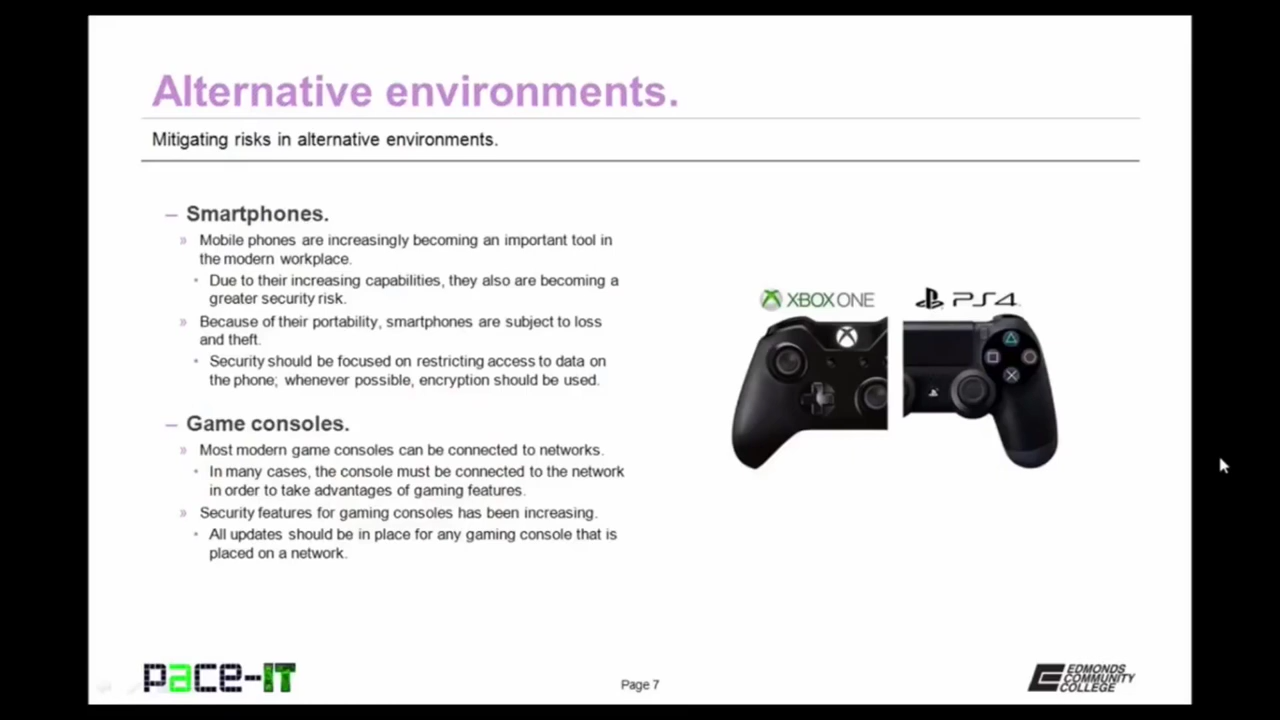 Alternative environments.
Mitigating risks in alternative environments.
– Smartphones.
» Mobile phones are increasingly becoming an important tool in
the modern workplace.
• Due to their increasing capabilities, they also are becoming a
greater security risk.
» Because of their portability, smartphones are subject to loss
and theft.
• Security should be focused on restricting access to data on
the phone; whenever possible, encryption should be used.
– Game consoles.
» Most modern game consoles can be connected to networks.
• In many cases, the console must be connected to the network
in order to take advantages of gaming features.
» Security features for gaming consoles has been increasing.
• All updates should be in place for any gaming console that is
placed on a network.
XBOX ONE
PS4
pace-IT
Page 7
EDMONDS
COMMUNITY
COLLEGE